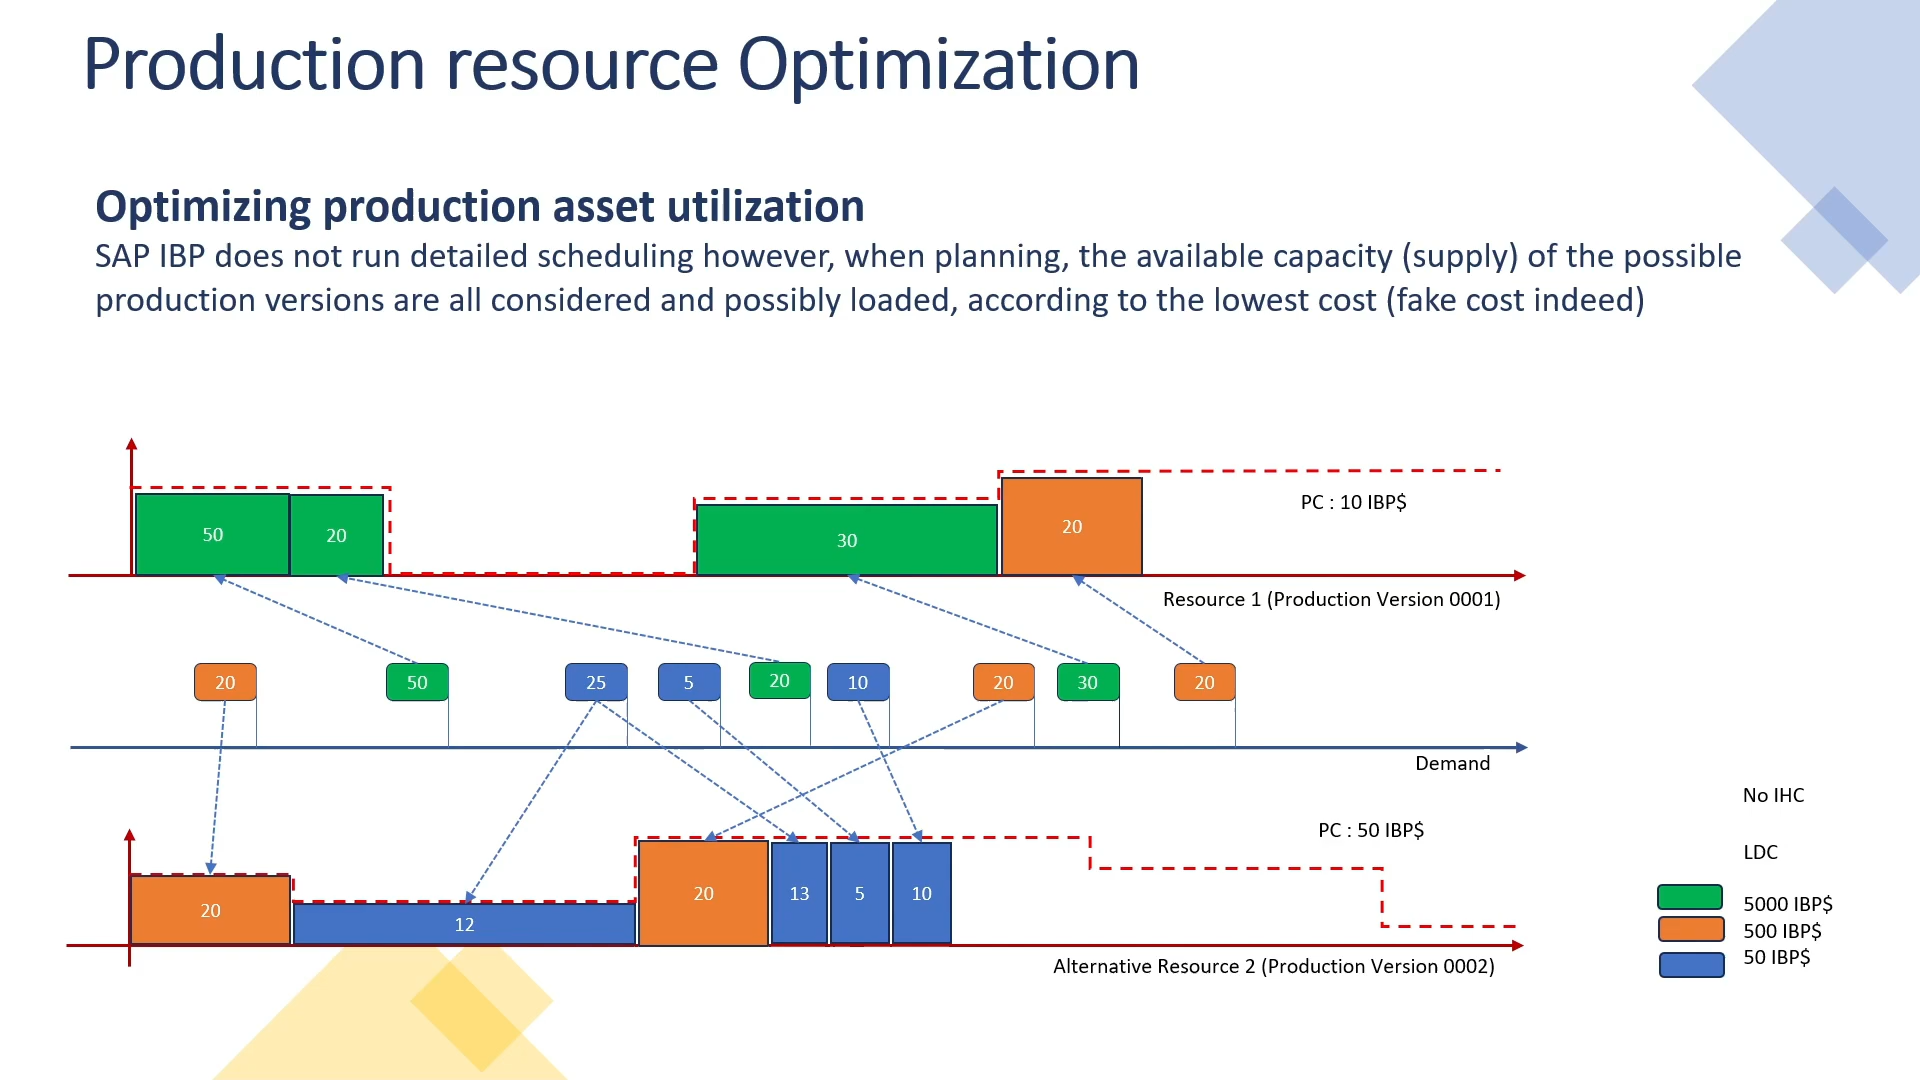 Production resource Optimization
Optimizing production asset utilization
SAP IBP does not run detailed scheduling however, when planning, the available capacity (supply) of the possible
production versions are all considered and possibly loaded, according to the lowest cost (fake cost indeed)
PC : 10 IBP$
50
20
30
20
Resource 1 (Production Version 0001)
20
50
25
5
20
10
20
30
20
Demand
No IHC
PC : 50 IBP$
LDC
20
12
20
13
5
10
5000 IBP$
500 IBP$
50 IBP$
Alternative Resource 2 (Production Version 0002)